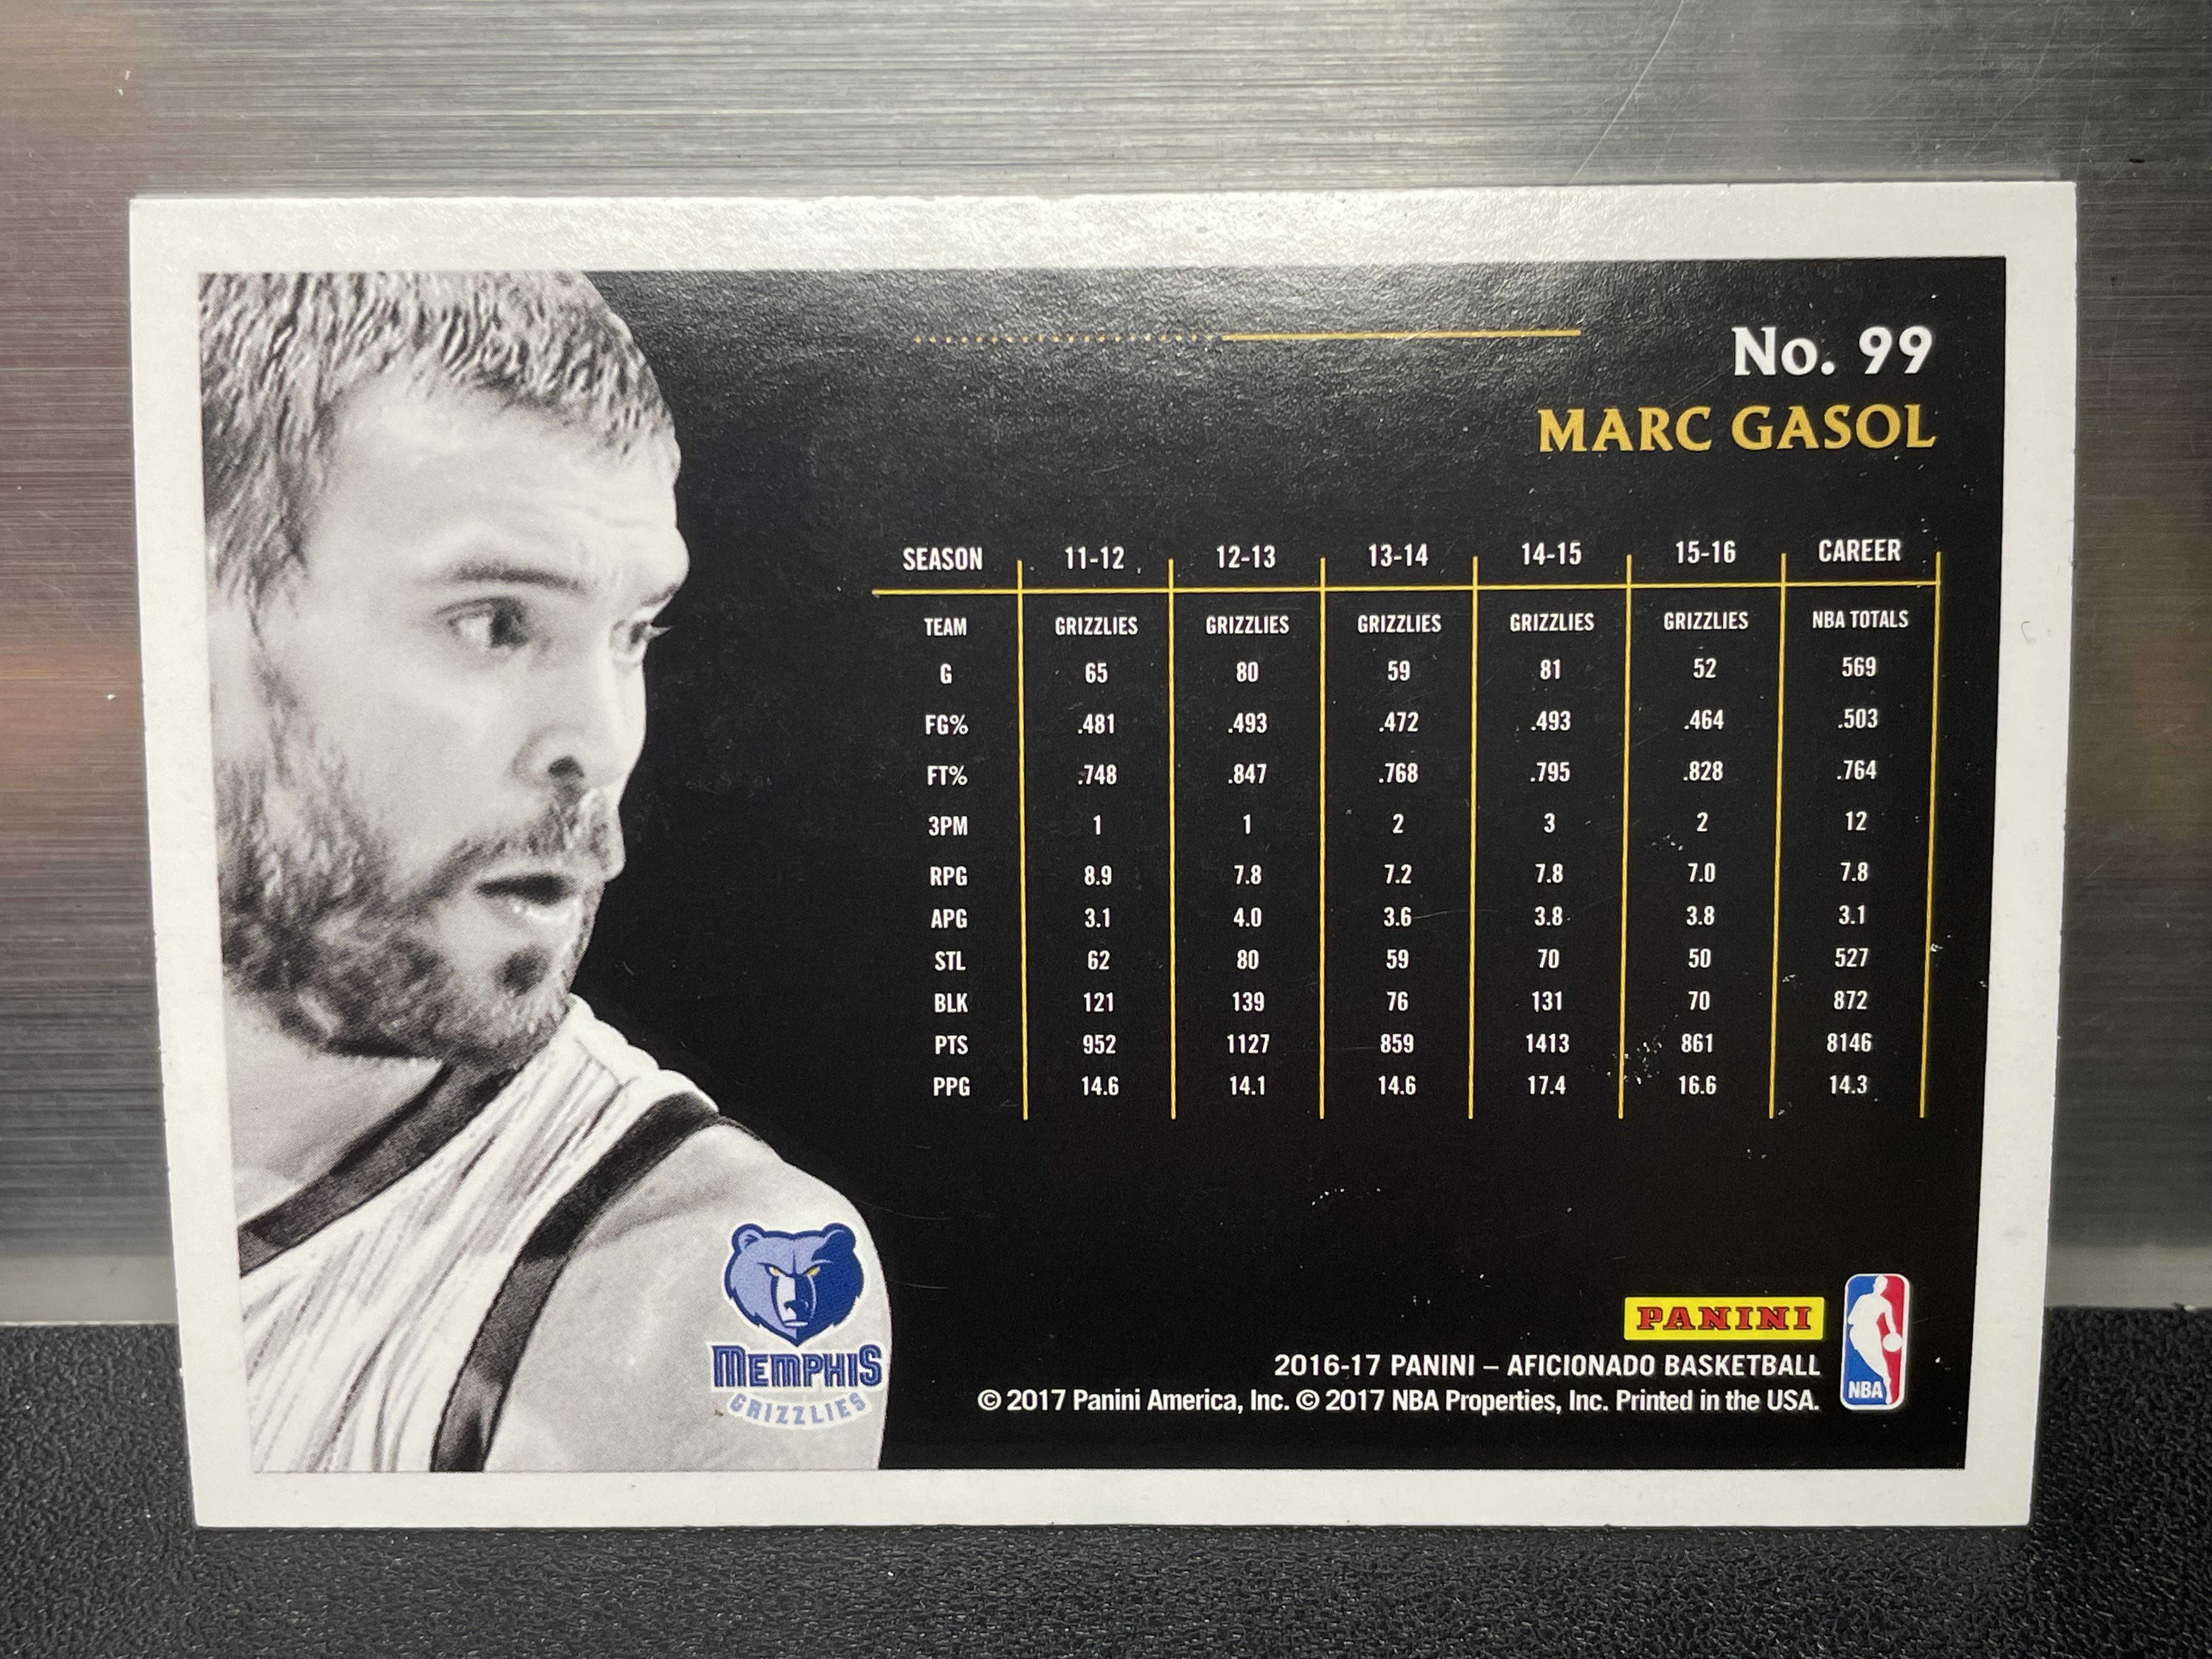 No. 99
MARC GASOL
SEASON 11-12 12-13 13-14 14-15 15-16 CAREER
TEAM GRIZZLIES GRIZZLIES GRIZZLIES GRIZZLIES GRIZZLIES NBA TOTALS
G 65 80 59 81 52 569
FG% .481 .493 .472 .493 .464 .503
FT% .748 .847 .768 .795 .828 .764
3PM 1 1 2 3 2 12
RPG 8.9 7.8 7.2 7.8 7.0 7.8
APG 3.1 4.0 3.6 3.8 3.8 3.1
STL 62 80 59 70 50 527
BLK 121 139 76 131 70 872
PTS 952 1127 859 1413 861 8146
PPG 14.6 14.1 14.6 17.4 16.6 14.3
MEMPHIS
GRIZZLIES
PANINI
2016-17 PANINI – AFICIONADO BASKETBALL
© 2017 Panini America, Inc. © 2017 NBA Properties, Inc. Printed in the USA.
NBA